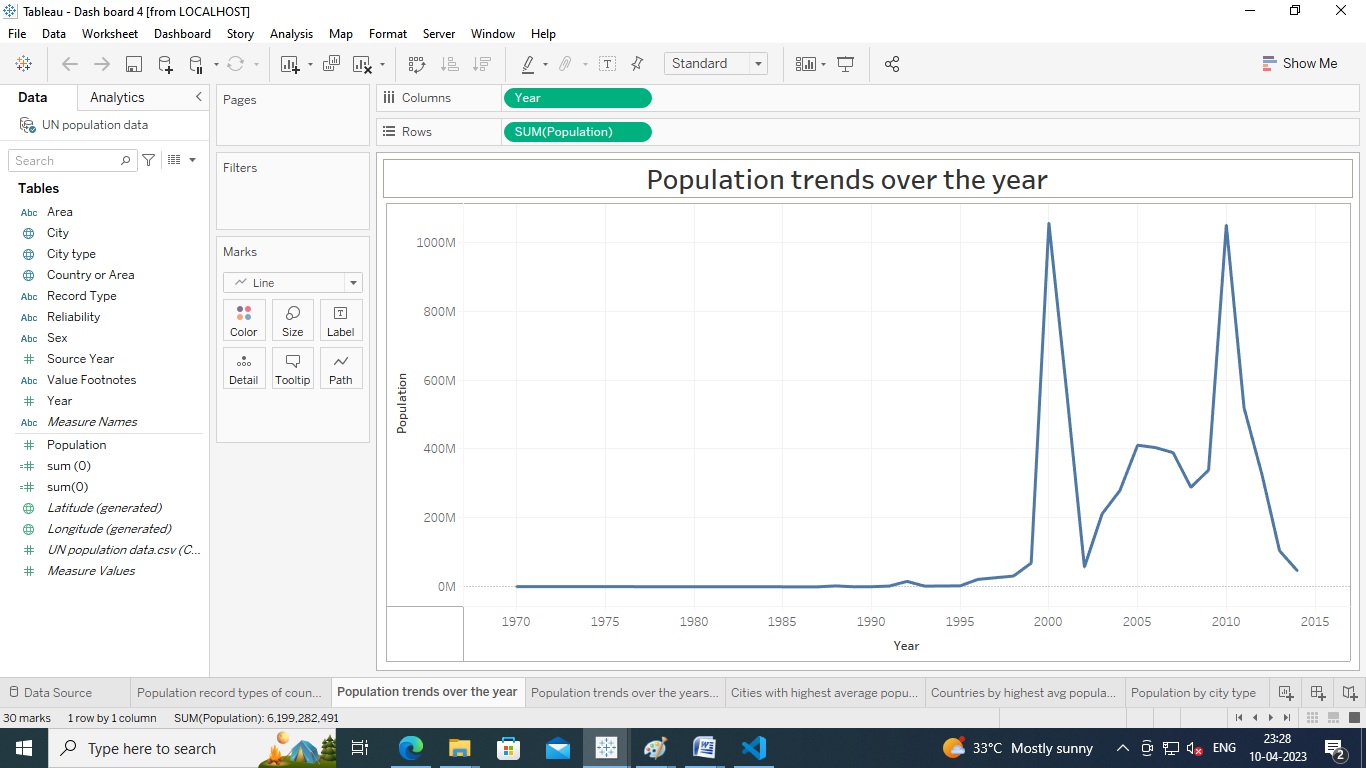 Tableau - Dash board 4 [from LOCALHOST]
File Data Worksheet Dashboard Story Analysis Map Format Server Window Help
Standard
Show Me
Data Analytics
UN population data
Search
Tables
Abc Area
City
City type
Country or Area
Abc Record Type
Abc Reliability
Abc Sex
Source Year
Abc Value Footnotes
Year
Abc Measure Names
Population
sum (0)
sum(0)
Latitude (generated)
Longitude (generated)
UN population data.csv (C...
Measure Values
Pages
Filters
Marks
Line
Color Size Label
Detail Tooltip Path
Columns Year
Rows SUM(Population)
Population trends over the year
1000M
800M
600M
400M
200M
0M
Population
1970 1975 1980 1985 1990 1995 2000 2005 2010 2015
Year
Data Source Population record types of coun... Population trends over the year Population trends over the years... Cities with highest average popu... Countries by highest avg popula... Population by city type
30 marks 1 row by 1 column SUM(Population): 6,199,282,491
Type here to search
33°C Mostly sunny
ENG
23:28
10-04-2023
2